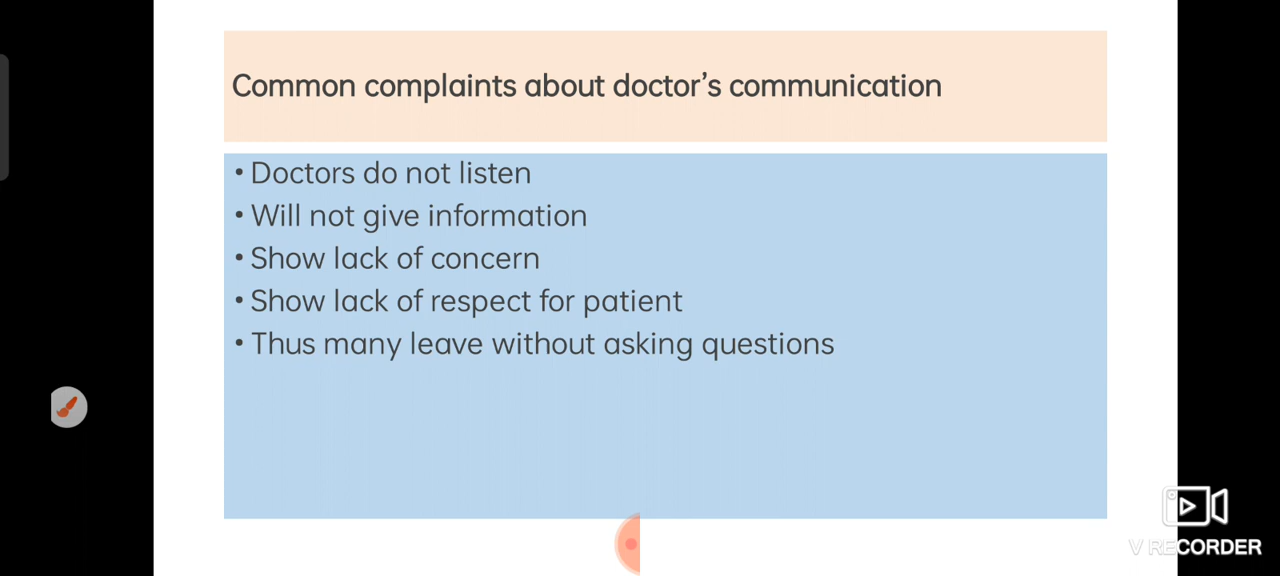 Common complaints about doctor’s communication
• Doctors do not listen
• Will not give information
• Show lack of concern
• Show lack of respect for patient
• Thus many leave without asking questions
V RECORDER